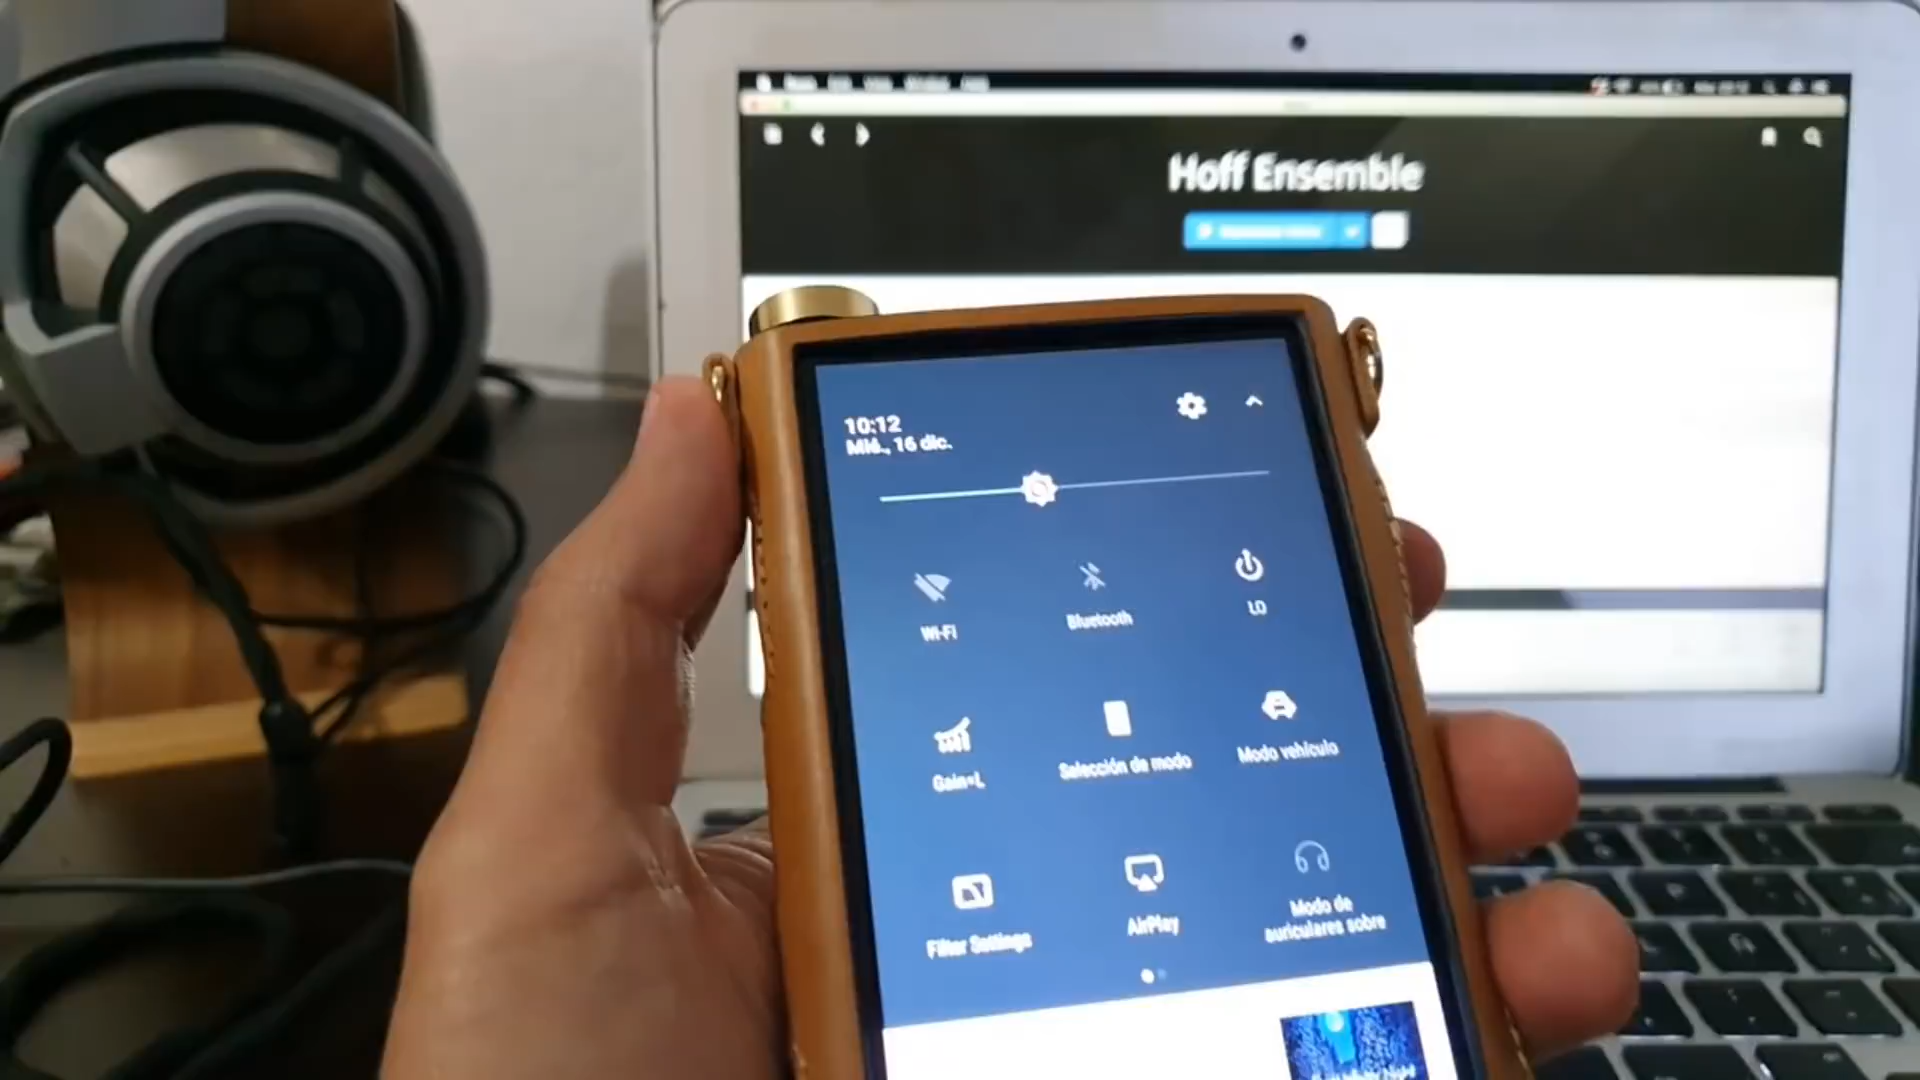 Hoff Ensemble
10:12
Mié., 16 dic.
Wi-Fi
Bluetooth
LO
Gain=L
Selección de modo
Modo vehículo
Filter Settings
AirPlay
Modo de
auriculares sobre